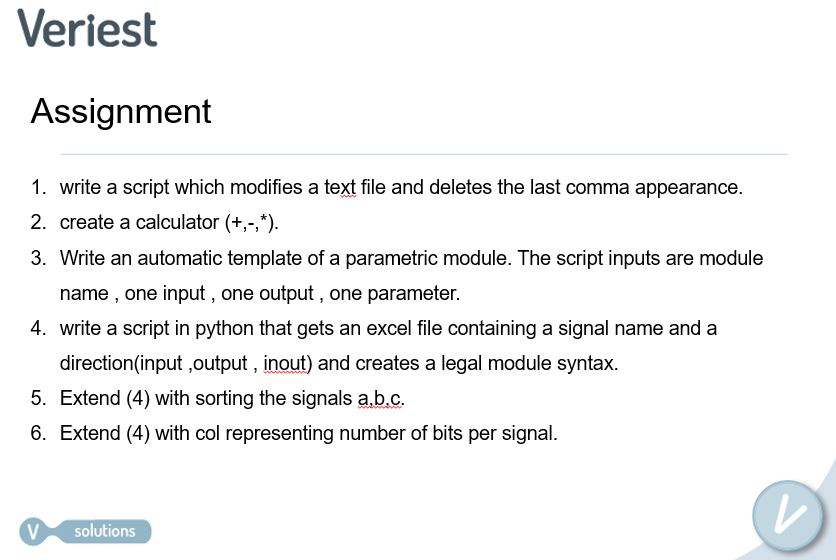 Veriest
Assignment
1. write a script which modifies a text file and deletes the last comma appearance.
2. create a calculator (+,-,*).
3. Write an automatic template of a parametric module. The script inputs are module
name , one input , one output , one parameter.
4. write a script in python that gets an excel file containing a signal name and a
direction(input ,output , inout) and creates a legal module syntax.
5. Extend (4) with sorting the signals a,b,c.
6. Extend (4) with col representing number of bits per signal.
V solutions
V